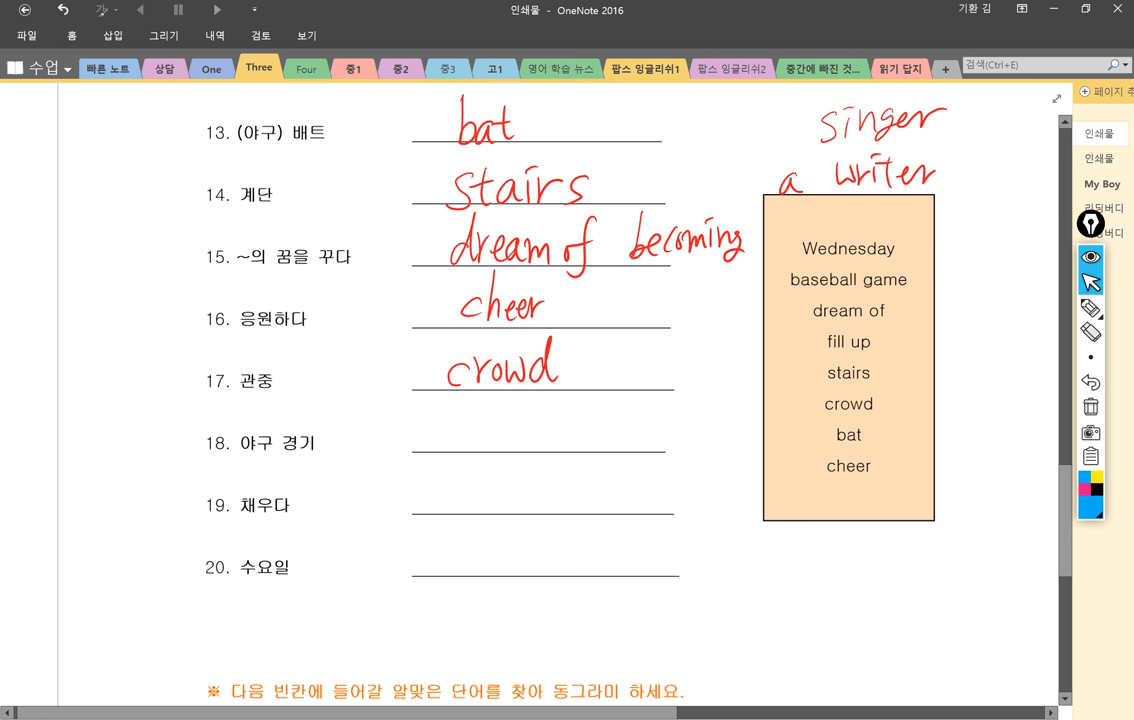 인쇄물 - OneNote 2016
기환 김
파일 홈 삽입 그리기 내역 검토 보기
수업 빠른 노트 상담 One Three Four 중1 중2 중3 고1 영어 학습 뉴스 팝스 잉글리쉬1 팝스 잉글리쉬2 중간에 빠진 것... 읽기 답지 + 검색(Ctrl+E)
페이지 추
인쇄물
인쇄물
My Boy
리딩버디
버디
13. (야구) 배트 bat
14. 계단 stairs
15. ~의 꿈을 꾸다 dream of becoming
16. 응원하다 cheer
17. 관중 crowd
18. 야구 경기
19. 채우다
20. 수요일
singer
a writer
Wednesday
baseball game
dream of
fill up
stairs
crowd
bat
cheer
※ 다음 빈칸에 들어갈 알맞은 단어를 찾아 동그라미 하세요.